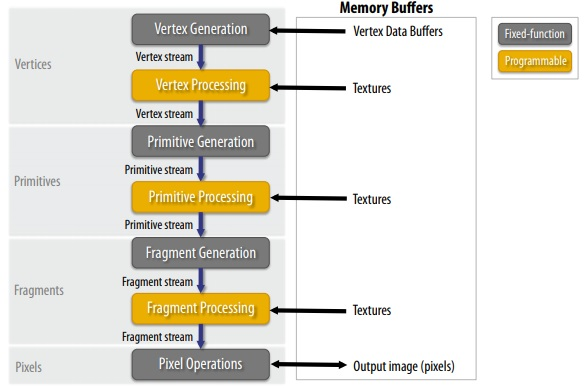 Memory Buffers
Vertex Generation
Vertex Data Buffers
Fixed-function
Programmable
Vertices
Vertex stream
Vertex Processing
Textures
Vertex stream
Primitive Generation
Primitives
Primitive stream
Primitive Processing
Textures
Primitive stream
Fragment Generation
Fragments
Fragment stream
Fragment Processing
Textures
Fragment stream
Pixels
Pixel Operations
Output image (pixels)